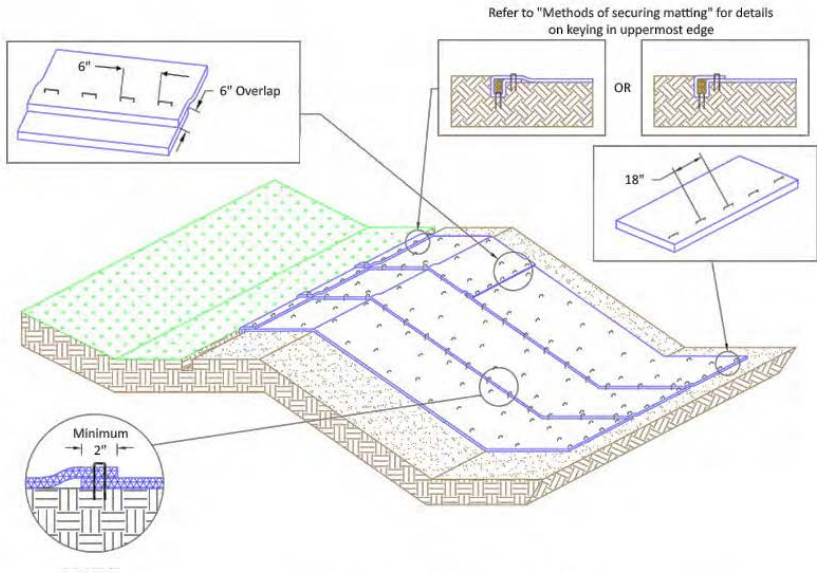 Refer to "Methods of securing matting" for details
on keying in uppermost edge
6"
6" Overlap
OR
18"
Minimum
2"